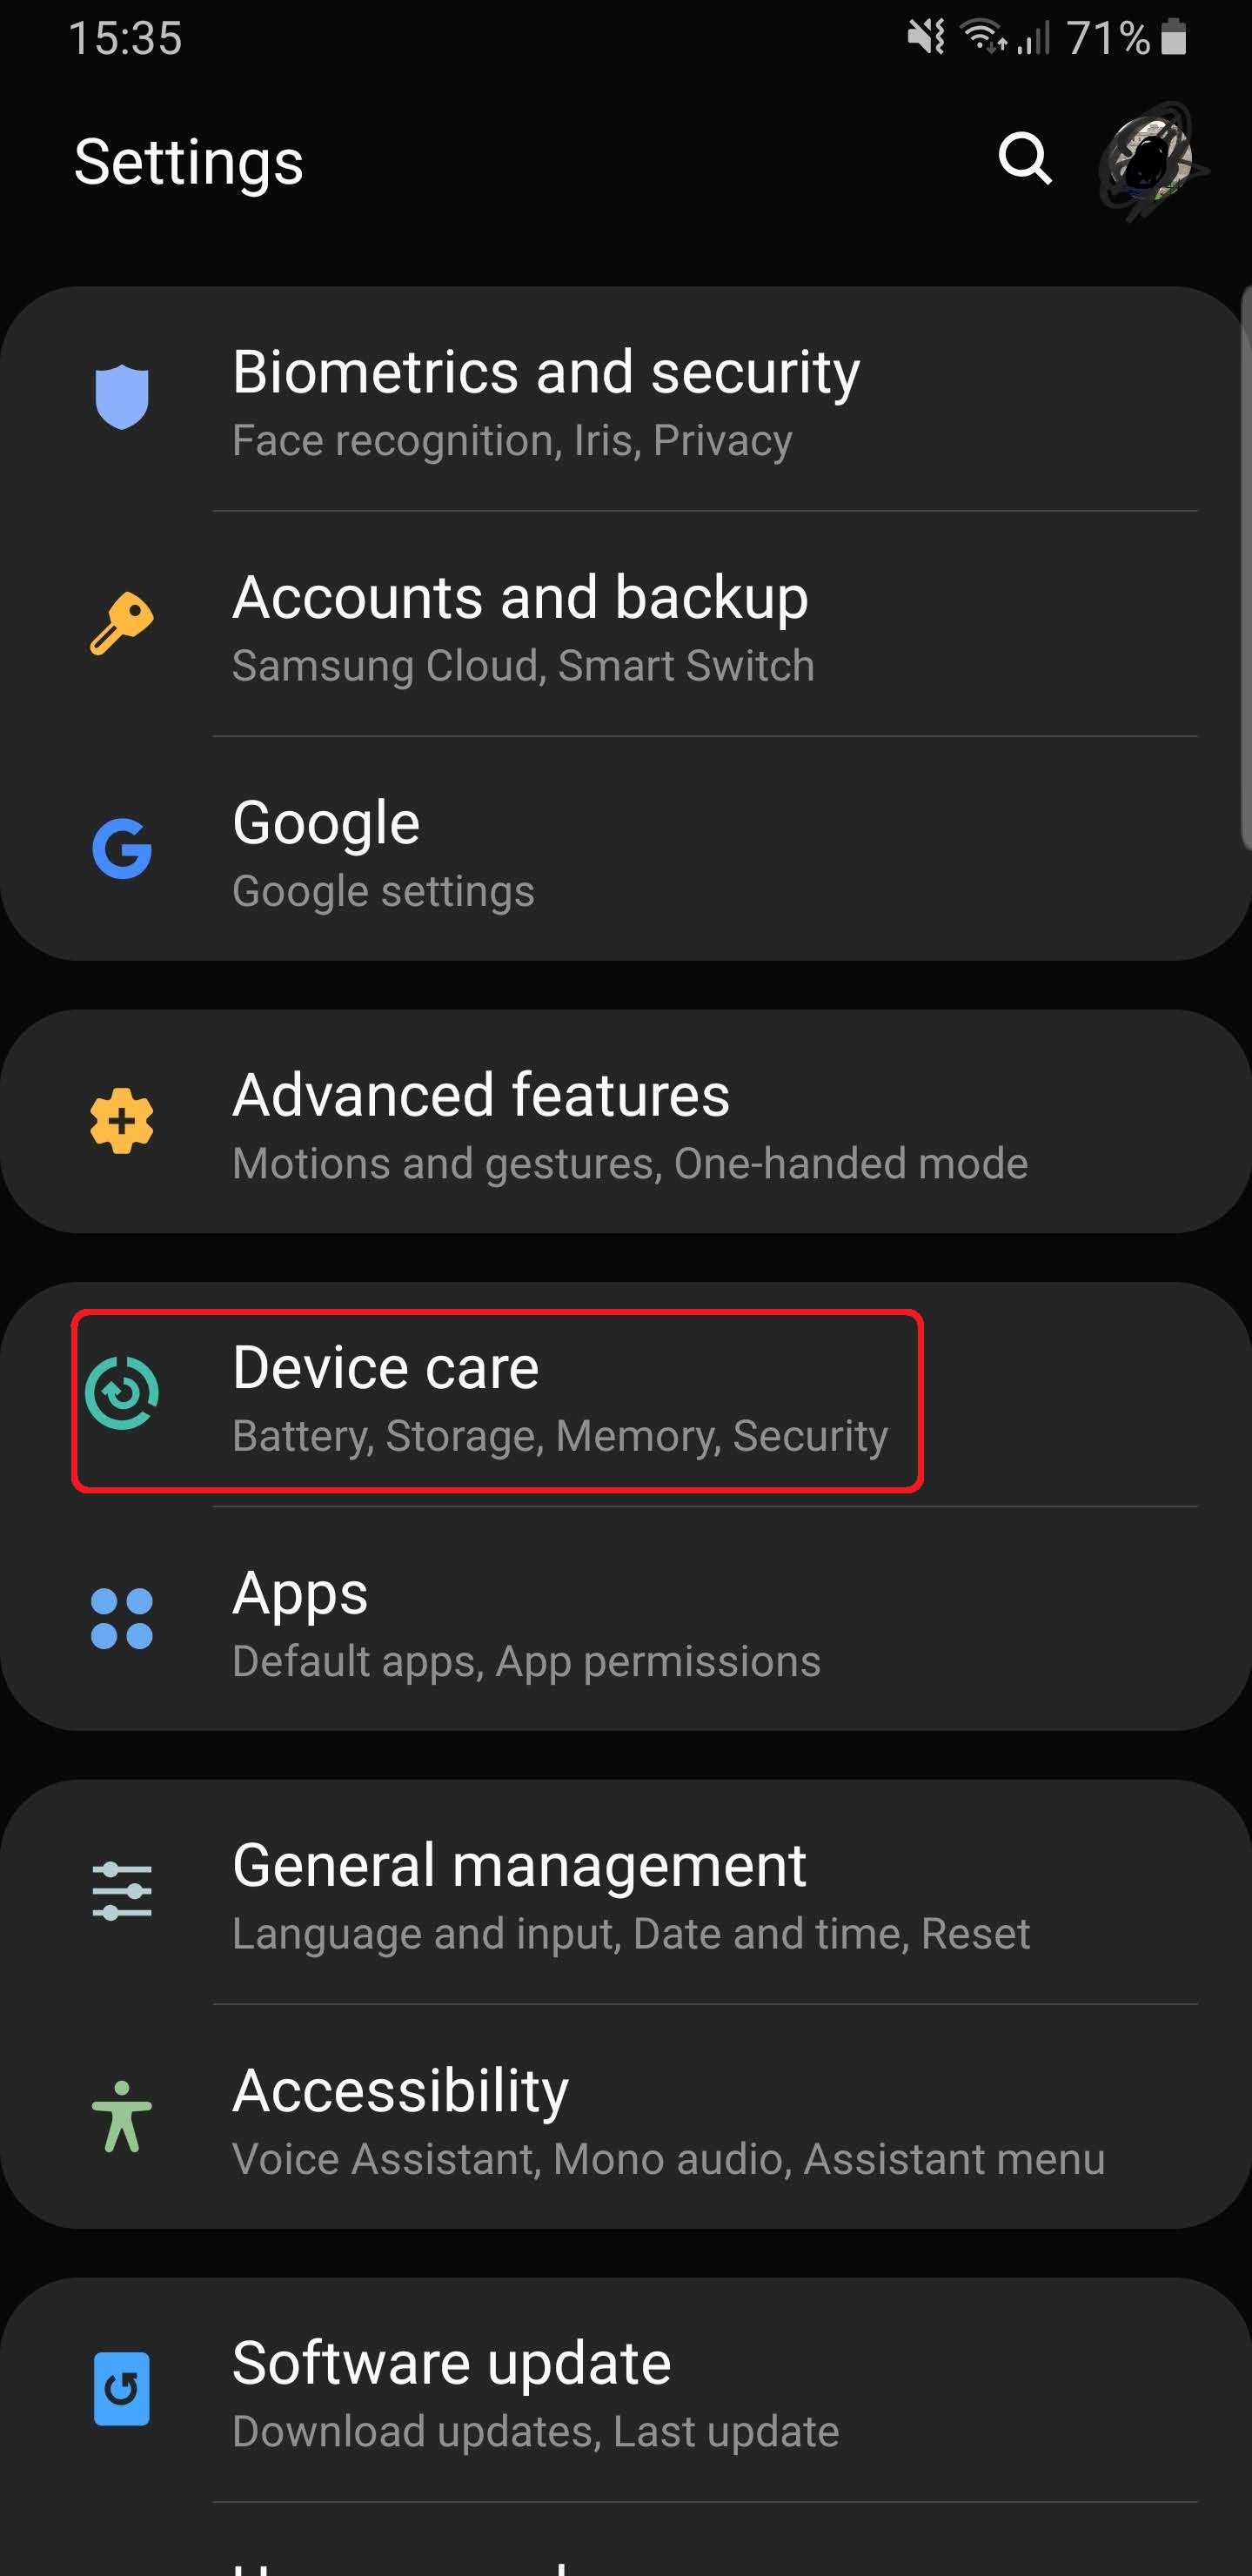 15:35
71%
Settings
Biometrics and security
Face recognition, Iris, Privacy
Accounts and backup
Samsung Cloud, Smart Switch
Google
Google settings
Advanced features
Motions and gestures, One-handed mode
Device care
Battery, Storage, Memory, Security
Apps
Default apps, App permissions
General management
Language and input, Date and time, Reset
Accessibility
Voice Assistant, Mono audio, Assistant menu
Software update
Download updates, Last update